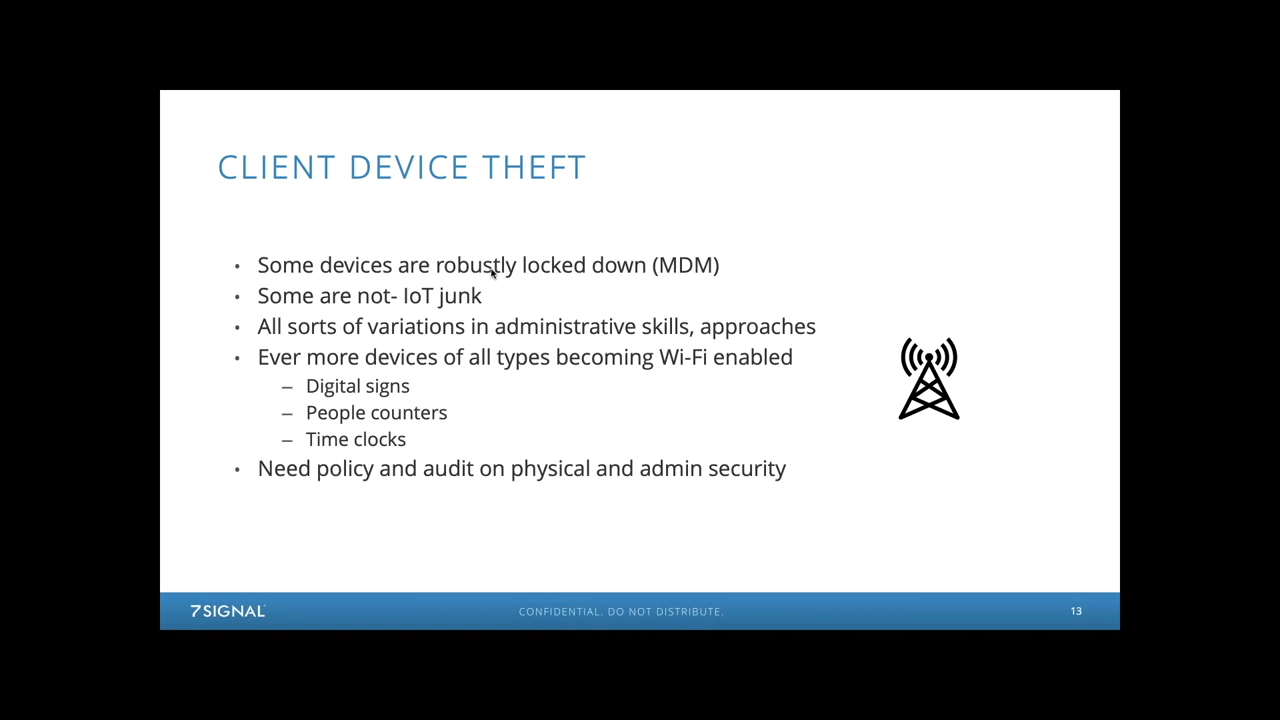 CLIENT DEVICE THEFT
• Some devices are robustly locked down (MDM)
• Some are not- IoT junk
• All sorts of variations in administrative skills, approaches
• Ever more devices of all types becoming Wi-Fi enabled
– Digital signs
– People counters
– Time clocks
• Need policy and audit on physical and admin security
7SIGNAL
CONFIDENTIAL. DO NOT DISTRIBUTE.
13